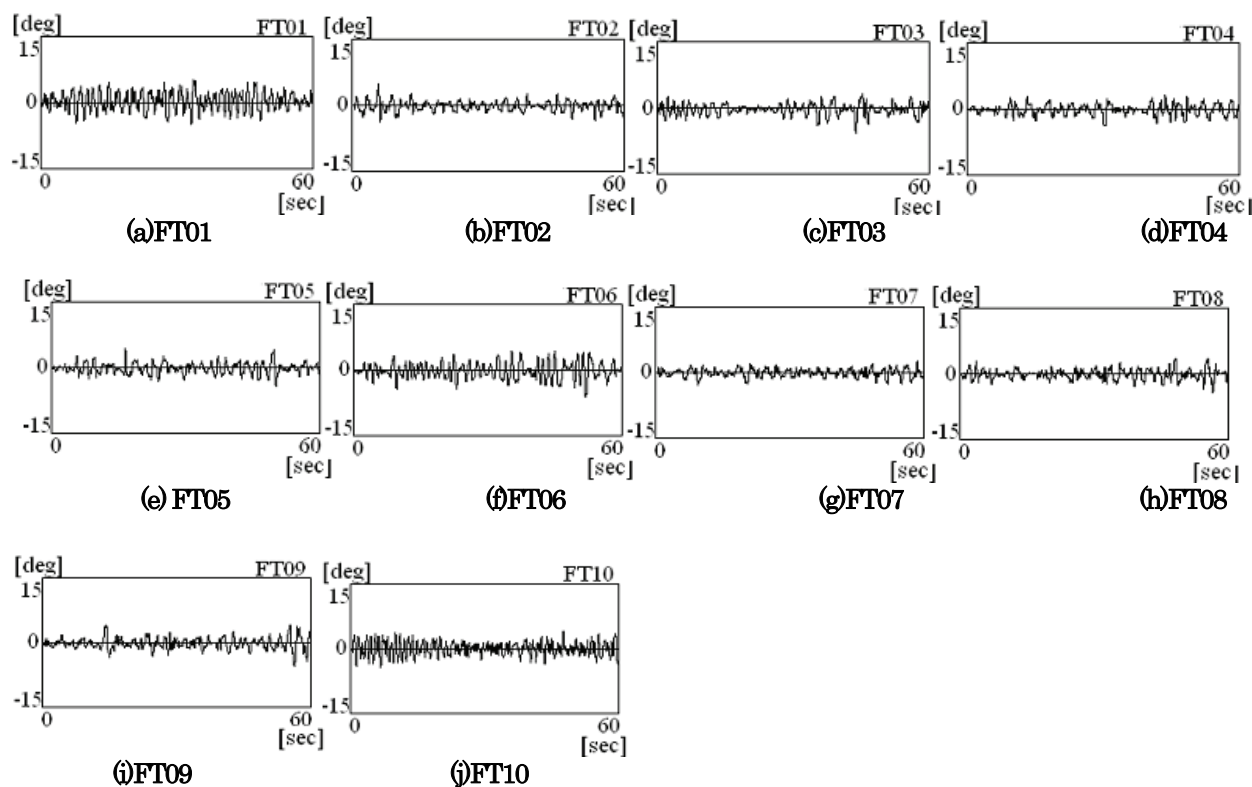 [deg] FT01
15
0
-15
0 60
[sec]
(a)FT01
[deg] FT02
15
0
-15
0 60
[sec]
(b)FT02
[deg] FT03
15
0
-15
0 60
[sec]
(c)FT03
[deg] FT04
15
0
-15
0 60
[sec]
(d)FT04
[deg] FT05
15
0
-15
0 60
[sec]
(e) FT05
[deg] FT06
15
0
-15
0 60
[sec]
(f)FT06
[deg] FT07
15
0
-15
0 60
[sec]
(g)FT07
[deg] FT08
15
0
-15
0 60
[sec]
(h)FT08
[deg] FT09
15
0
-15
0 60
[sec]
(i)FT09
[deg] FT10
15
0
-15
0 60
[sec]
(j)FT10